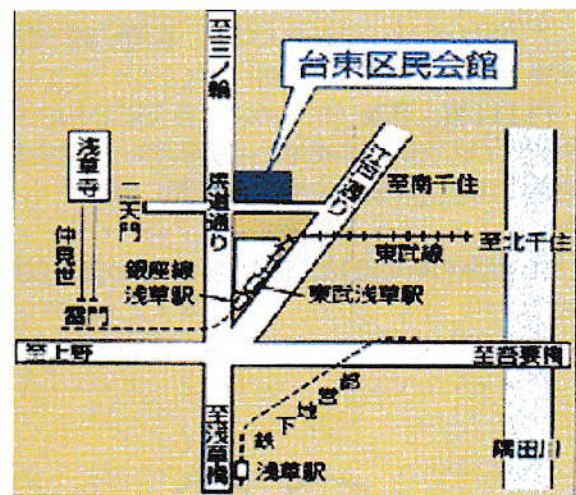 至三ノ輪
台東区民会館
浅草寺
二天門
馬道通り
江戸通り
至南千住
仲見世
至北千住
東武線
銀座線
浅草駅
東武浅草駅
雷門
至上野
至吾妻橋
至浅草橋
地下鉄都営
浅草駅
隅田川